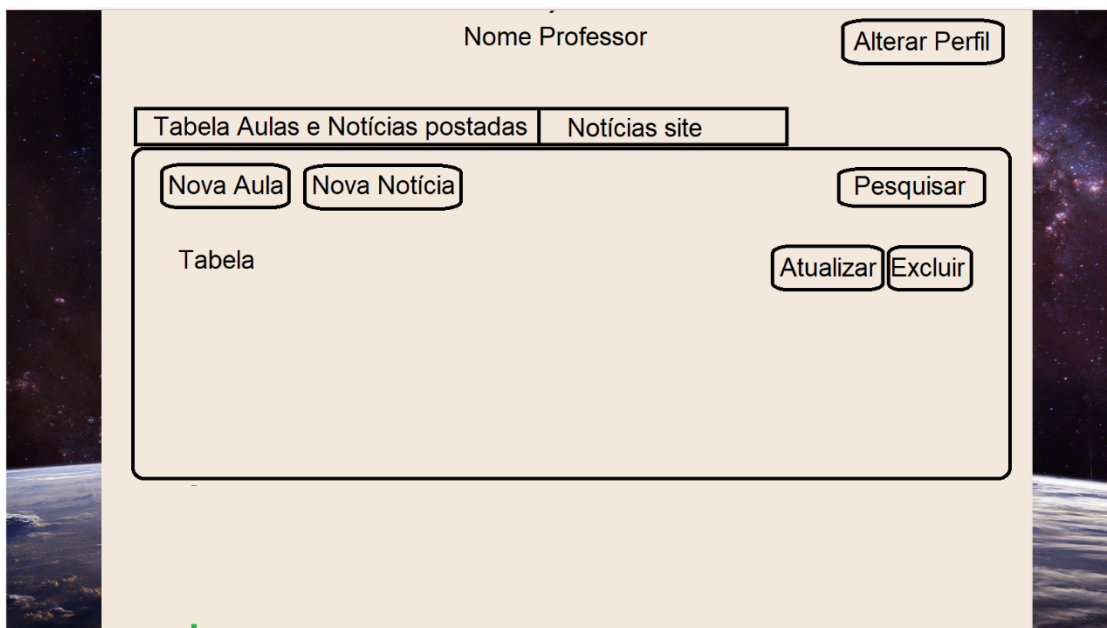 Nome Professor
Alterar Perfil
Tabela Aulas e Notícias postadas
Notícias site
Nova Aula
Nova Notícia
Pesquisar
Tabela
Atualizar
Excluir